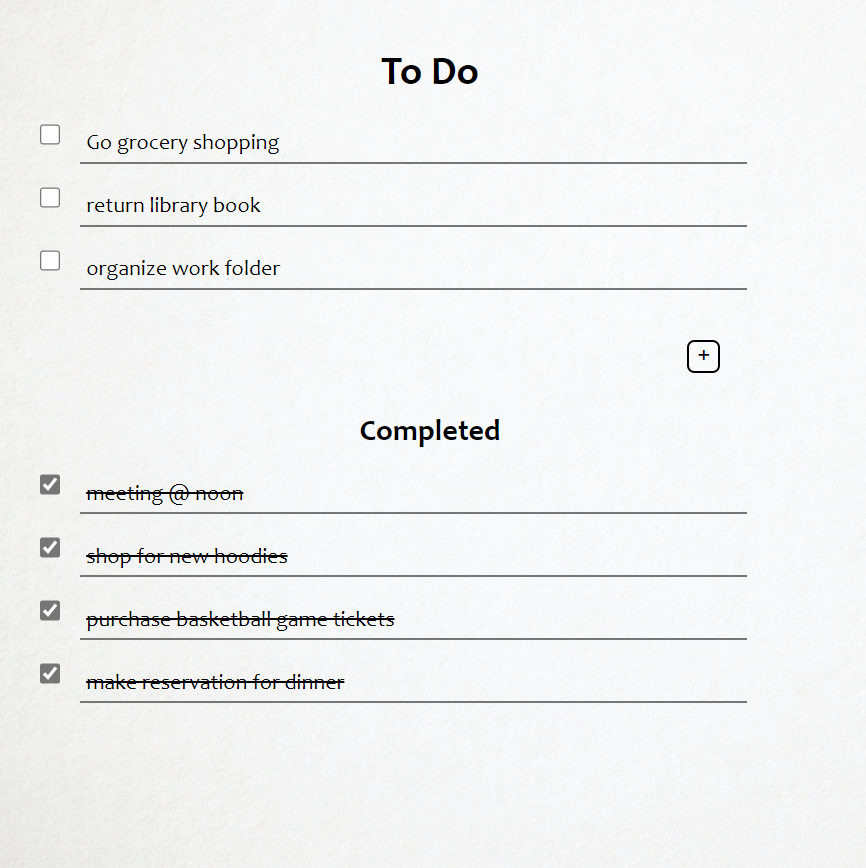 To Do
Go grocery shopping
return library book
organize work folder
+
Completed
meeting @ noon
shop for new hoodies
purchase basketball game tickets
make reservation for dinner